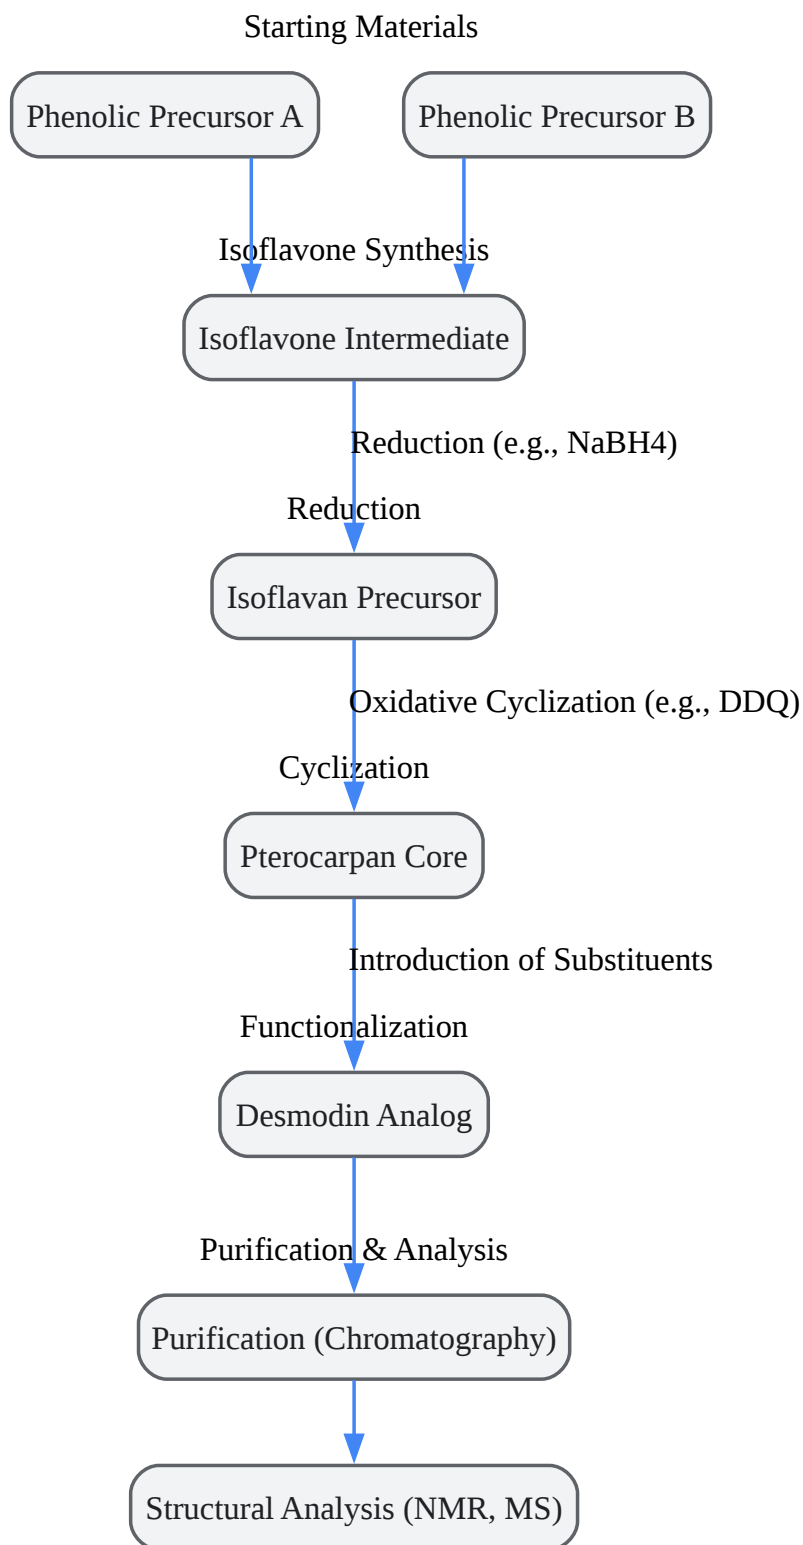 Starting Materials
Phenolic Precursor A
Phenolic Precursor B
Isoflavone Synthesis
Isoflavone Intermediate
Reduction (e.g., NaBH4)
Reduction
Isoflavan Precursor
Oxidative Cyclization (e.g., DDQ)
Cyclization
Pterocarpan Core
Introduction of Substituents
Functionalization
Desmodin Analog
Purification & Analysis
Purification (Chromatography)
Structural Analysis (NMR, MS)